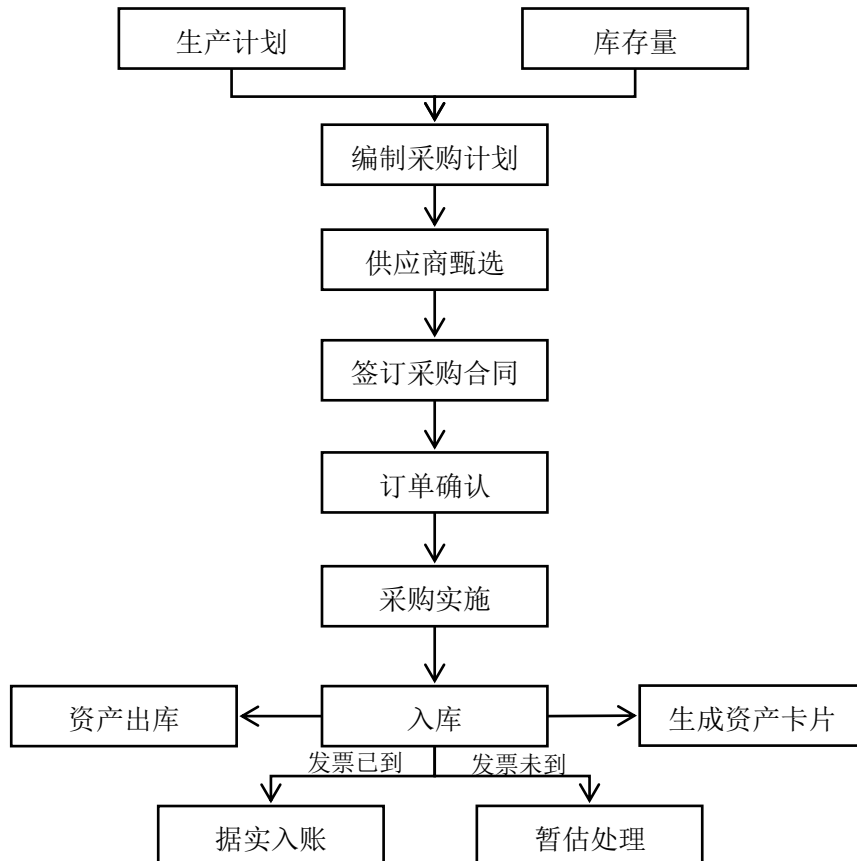 生产计划
库存量
编制采购计划
供应商甄选
签订采购合同
订单确认
采购实施
资产出库
入库
生成资产卡片
发票已到
发票未到
据实入账
暂估处理